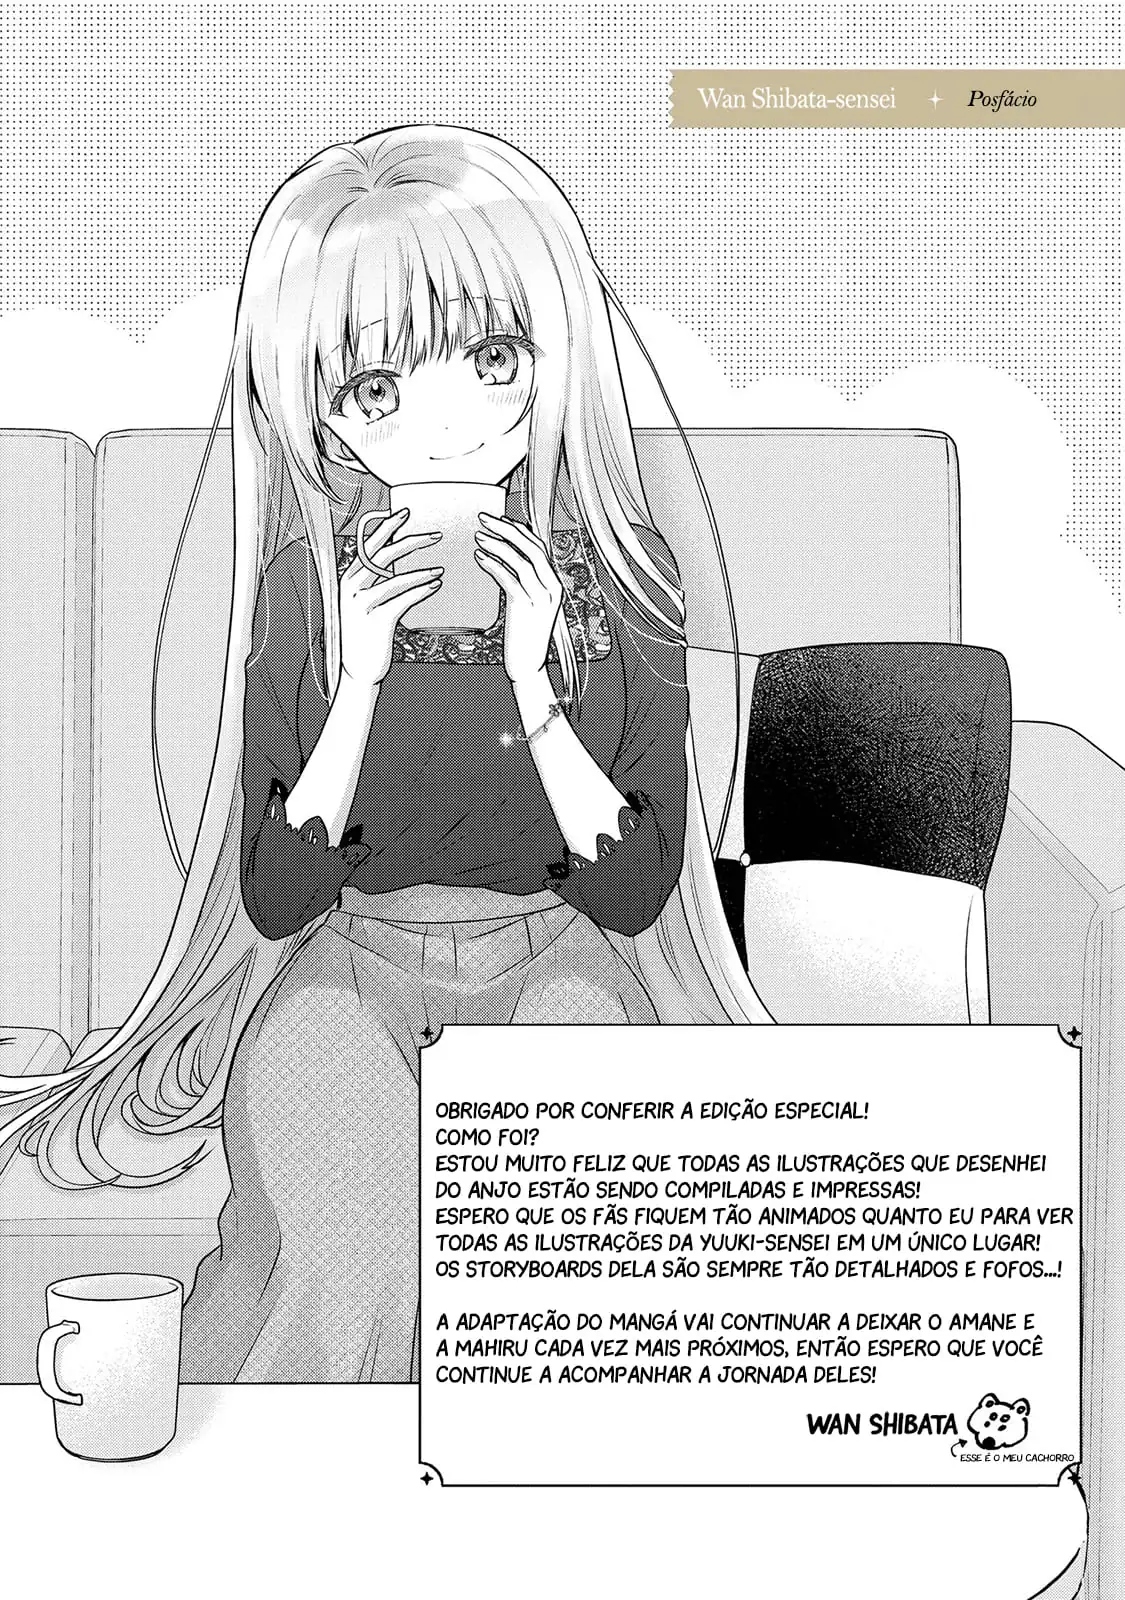 Wan Shibata-sensei Posfácio
OBRIGADO POR CONFERIR A EDIÇÃO ESPECIAL!
COMO FOI?
ESTOU MUITO FELIZ QUE TODAS AS ILUSTRAÇÕES QUE DESENHEI
DO ANJO ESTÃO SENDO COMPILADAS E IMPRESSAS!
ESPERO QUE OS FÃS FIQUEM TÃO ANIMADOS QUANTO EU PARA VER
TODAS AS ILUSTRAÇÕES DA YUUKI-SENSEI EM UM ÚNICO LUGAR!
OS STORYBOARDS DELA SÃO SEMPRE TÃO DETALHADOS E FOFOS...!
A ADAPTAÇÃO DO MANGÁ VAI CONTINUAR A DEIXAR O AMANE E
A MAHIRU CADA VEZ MAIS PRÓXIMOS, ENTÃO ESPERO QUE VOCÊ
CONTINUE A ACOMPANHAR A JORNADA DELES!
WAN SHIBATA
ESSE É O MEU CACHORRO